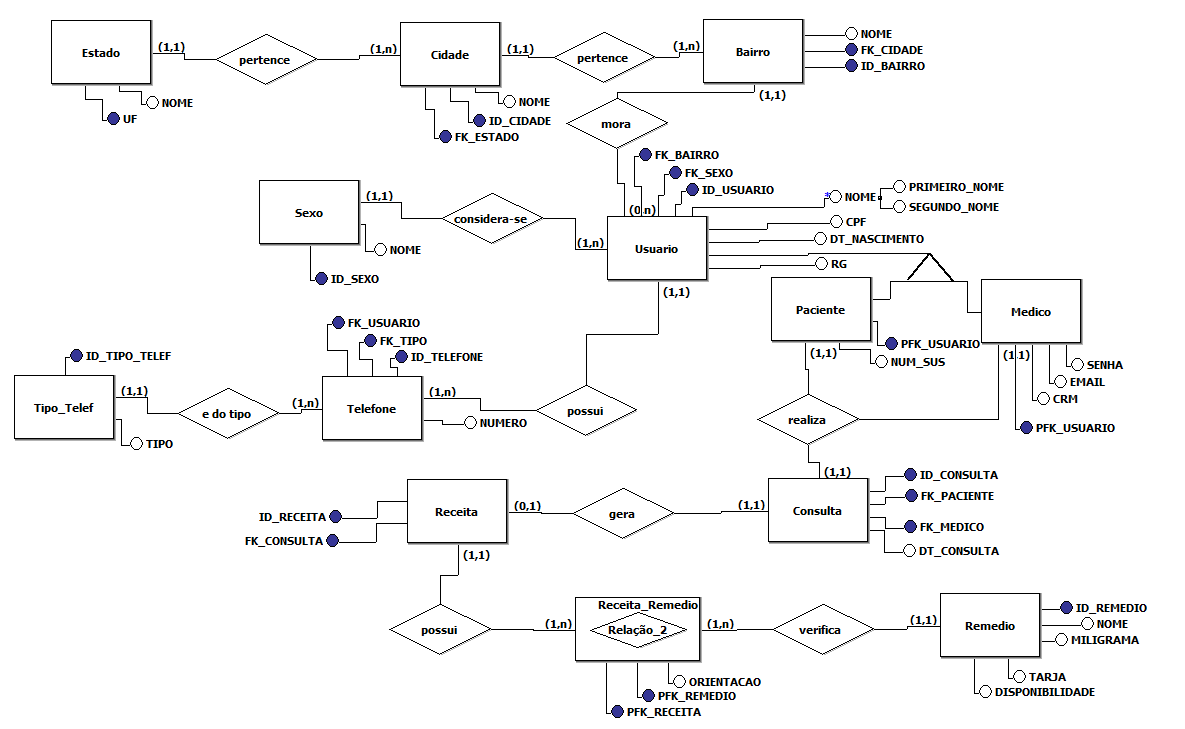 Estado
(1,1)
pertence
(1,n)
Cidade
(1,1)
pertence
(1,n)
Bairro
NOME
FK_CIDADE
ID_BAIRRO
NOME
UF
NOME
ID_CIDADE
FK_ESTADO
(1,1)
mora
FK_BAIRRO
FK_SEXO
ID_USUARIO
Sexo
(1,1)
considera-se
(1,n)
(0,n)
Usuario
* NOME
PRIMEIRO_NOME
SEGUNDO_NOME
CPF
DT_NASCIMENTO
RG
NOME
ID_SEXO
(1,1)
Paciente
Medico
PFK_USUARIO
NUM_SUS
(1,1)
(1,1)
SENHA
EMAIL
CRM
PFK_USUARIO
FK_USUARIO
FK_TIPO
ID_TELEFONE
ID_TIPO_TELEF
Tipo_Telef
(1,1)
e do tipo
(1,n)
Telefone
(1,n)
possui
NUMERO
TIPO
realiza
(1,1)
Consulta
ID_CONSULTA
FK_PACIENTE
FK_MEDICO
DT_CONSULTA
ID_RECEITA
FK_CONSULTA
Receita
(0,1)
gera
(1,1)
(1,1)
possui
(1,n)
Receita_Remedio
Relação_2
(1,n)
verifica
(1,1)
Remedio
ID_REMEDIO
NOME
MILIGRAMA
TARJA
DISPONIBILIDADE
ORIENTACAO
PFK_REMEDIO
PFK_RECEITA